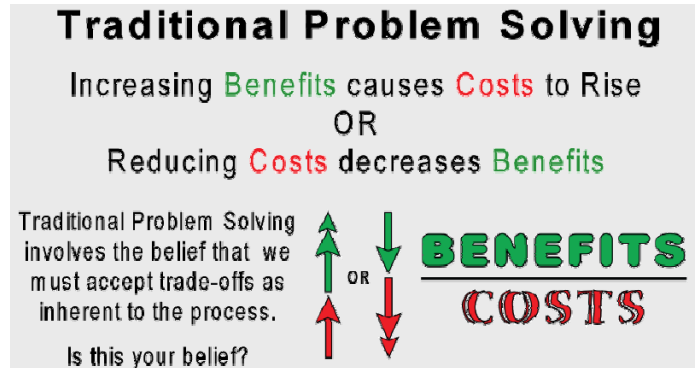 Traditional Problem Solving
Increasing Benefits causes Costs to Rise
OR
Reducing Costs decreases Benefits
Traditional Problem Solving
involves the belief that we
must accept trade-offs as
inherent to the process.
Is this your belief?
OR
BENEFITS
COSTS